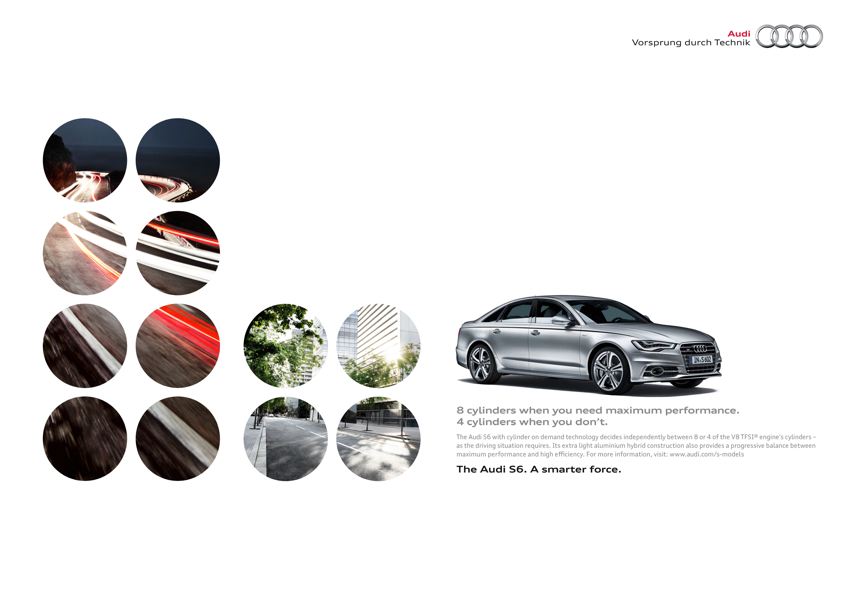 Audi
Vorsprung durch Technik
8 cylinders when you need maximum performance.
4 cylinders when you don't.
The Audi S6 with cylinder on demand technology decides independently between 8 or 4 of the V8 TFSI® engine's cylinders –
as the driving situation requires. Its extra light aluminium hybrid construction also provides a progressive balance between
maximum performance and high efficiency. For more information, visit: www.audi.com/s-models
The Audi S6. A smarter force.